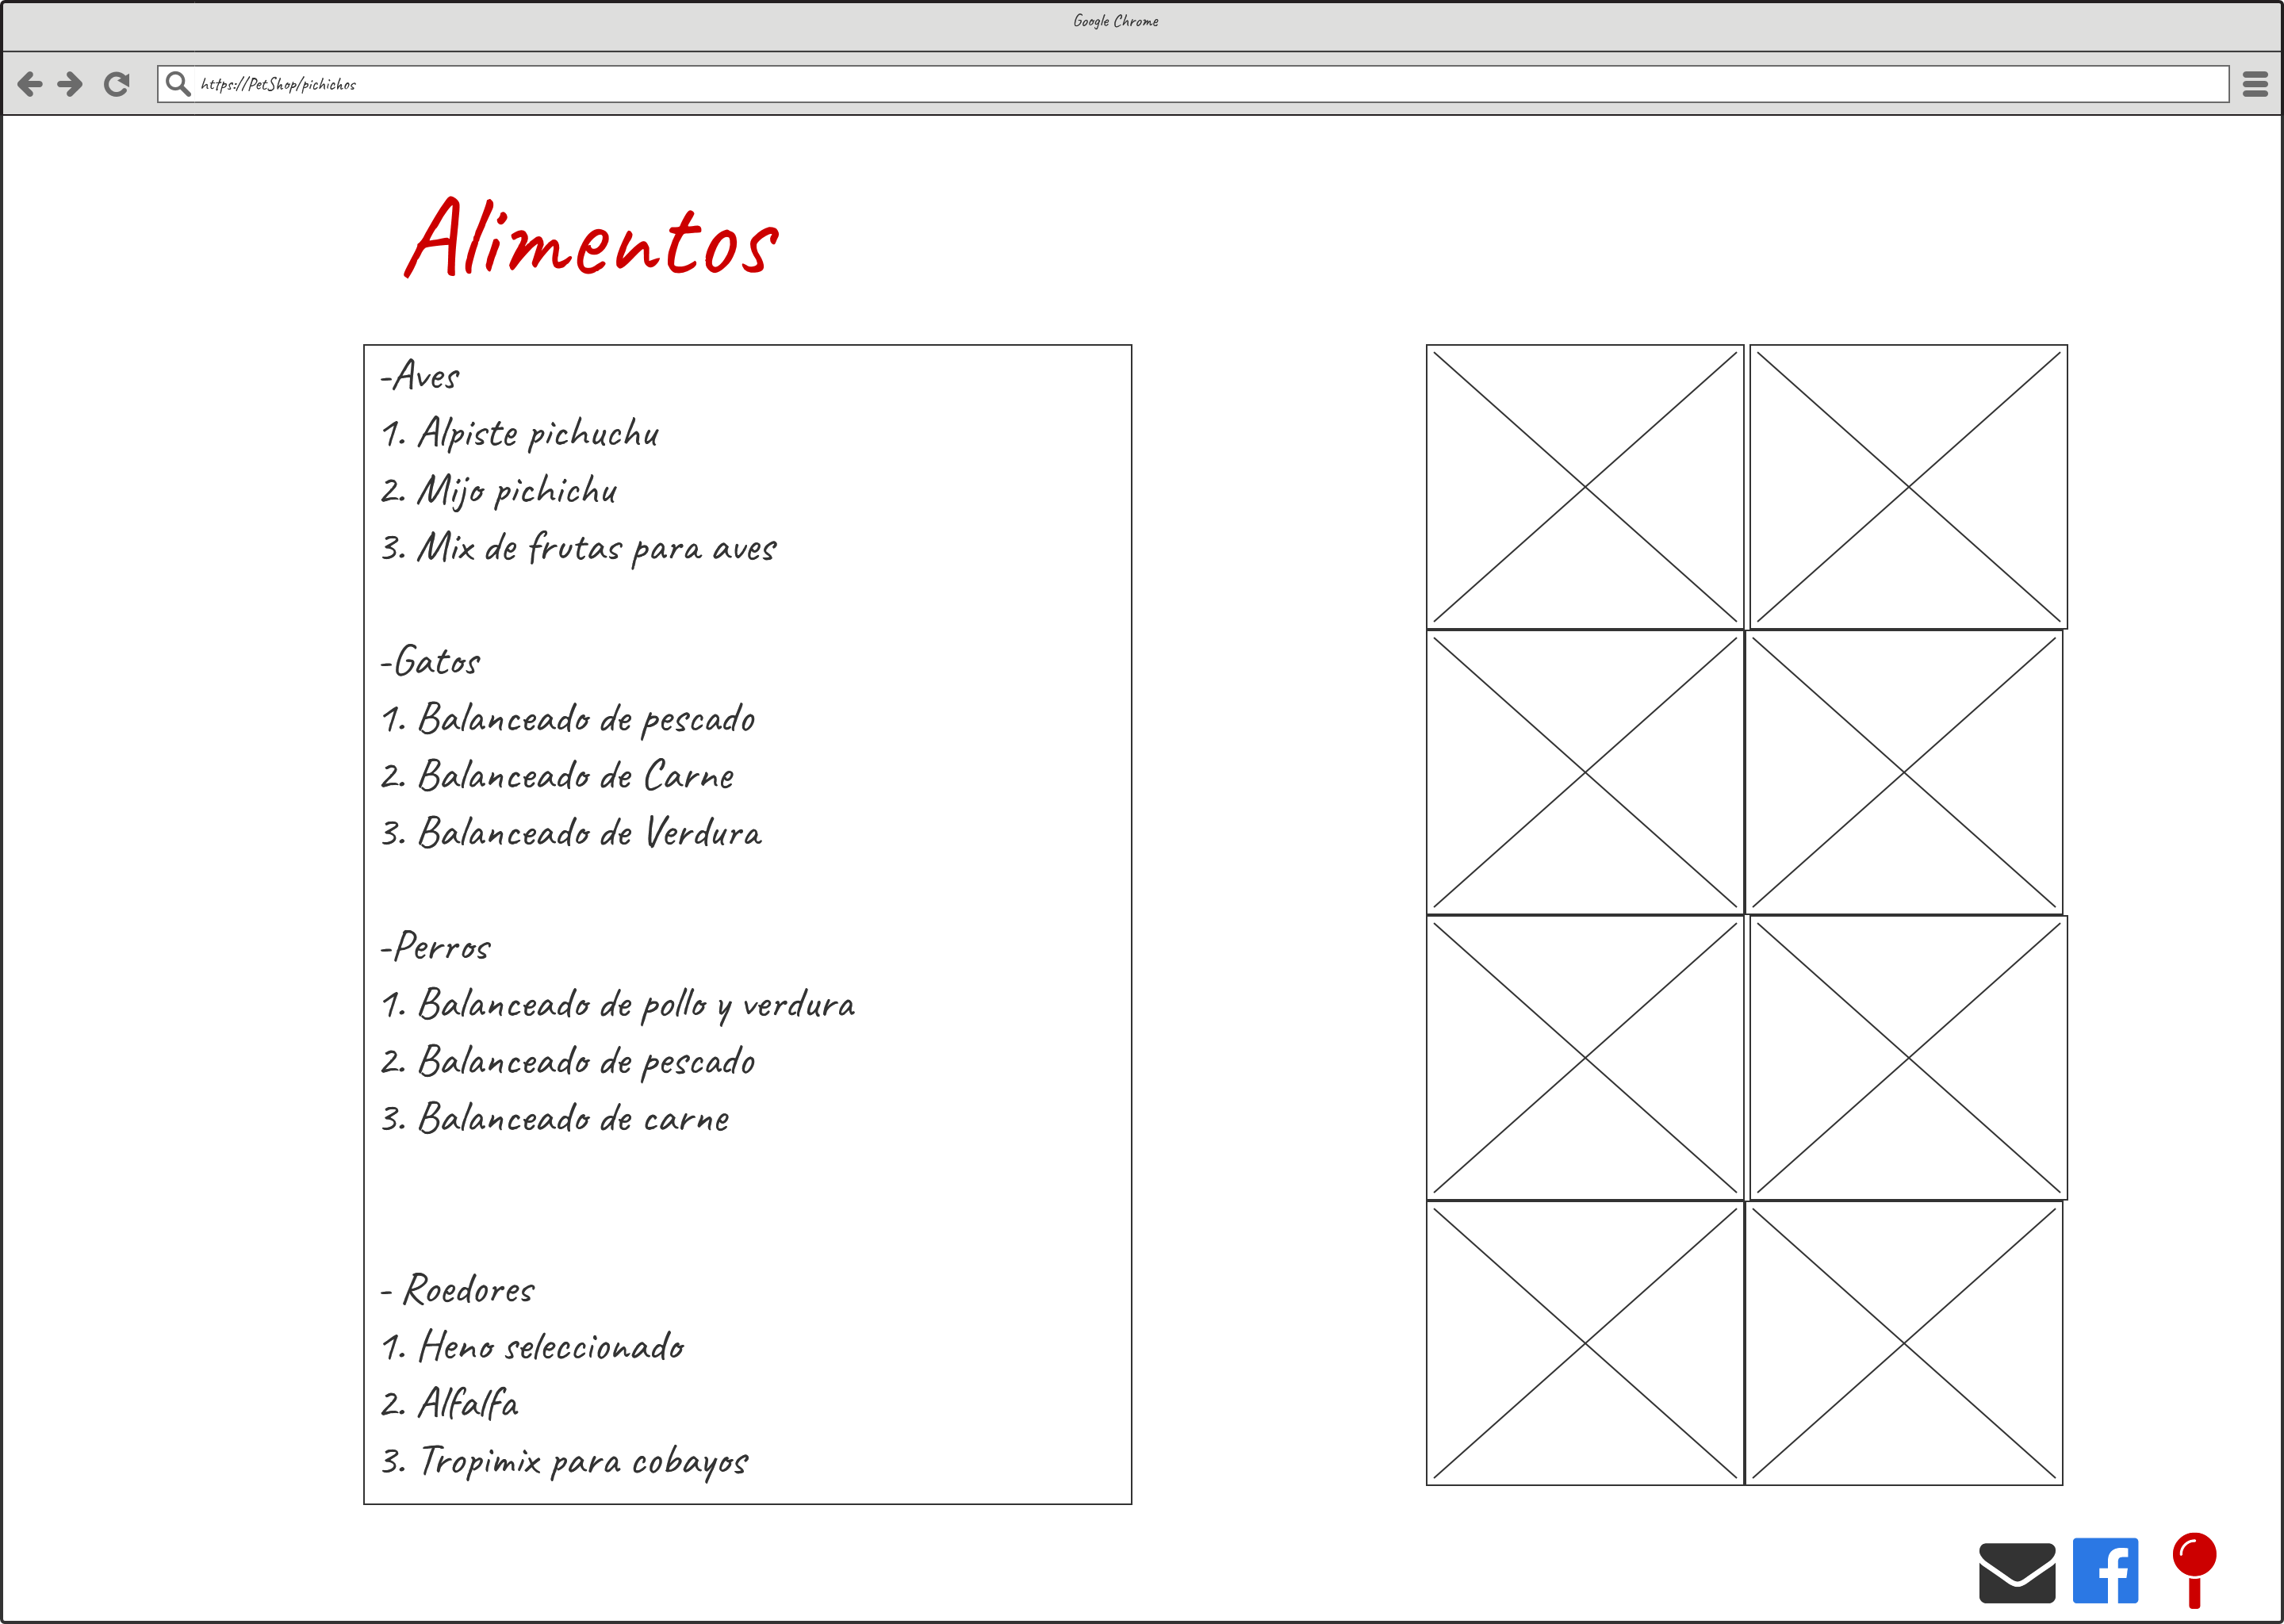 Google Chrome
https://PetShop/pichichos
Alimentos
-Aves
1. Alpiste pichuchu
2. Mijo pichichu
3. Mix de frutas para aves
-Gatos
1. Balanceado de pescado
2. Balanceado de Carne
3. Balanceado de Verdura
-Perros
1. Balanceado de pollo y verdura
2. Balanceado de pescado
3. Balanceado de carne
- Roedores
1. Heno seleccionado
2. Alfalfa
3. Tropimix para cobayos